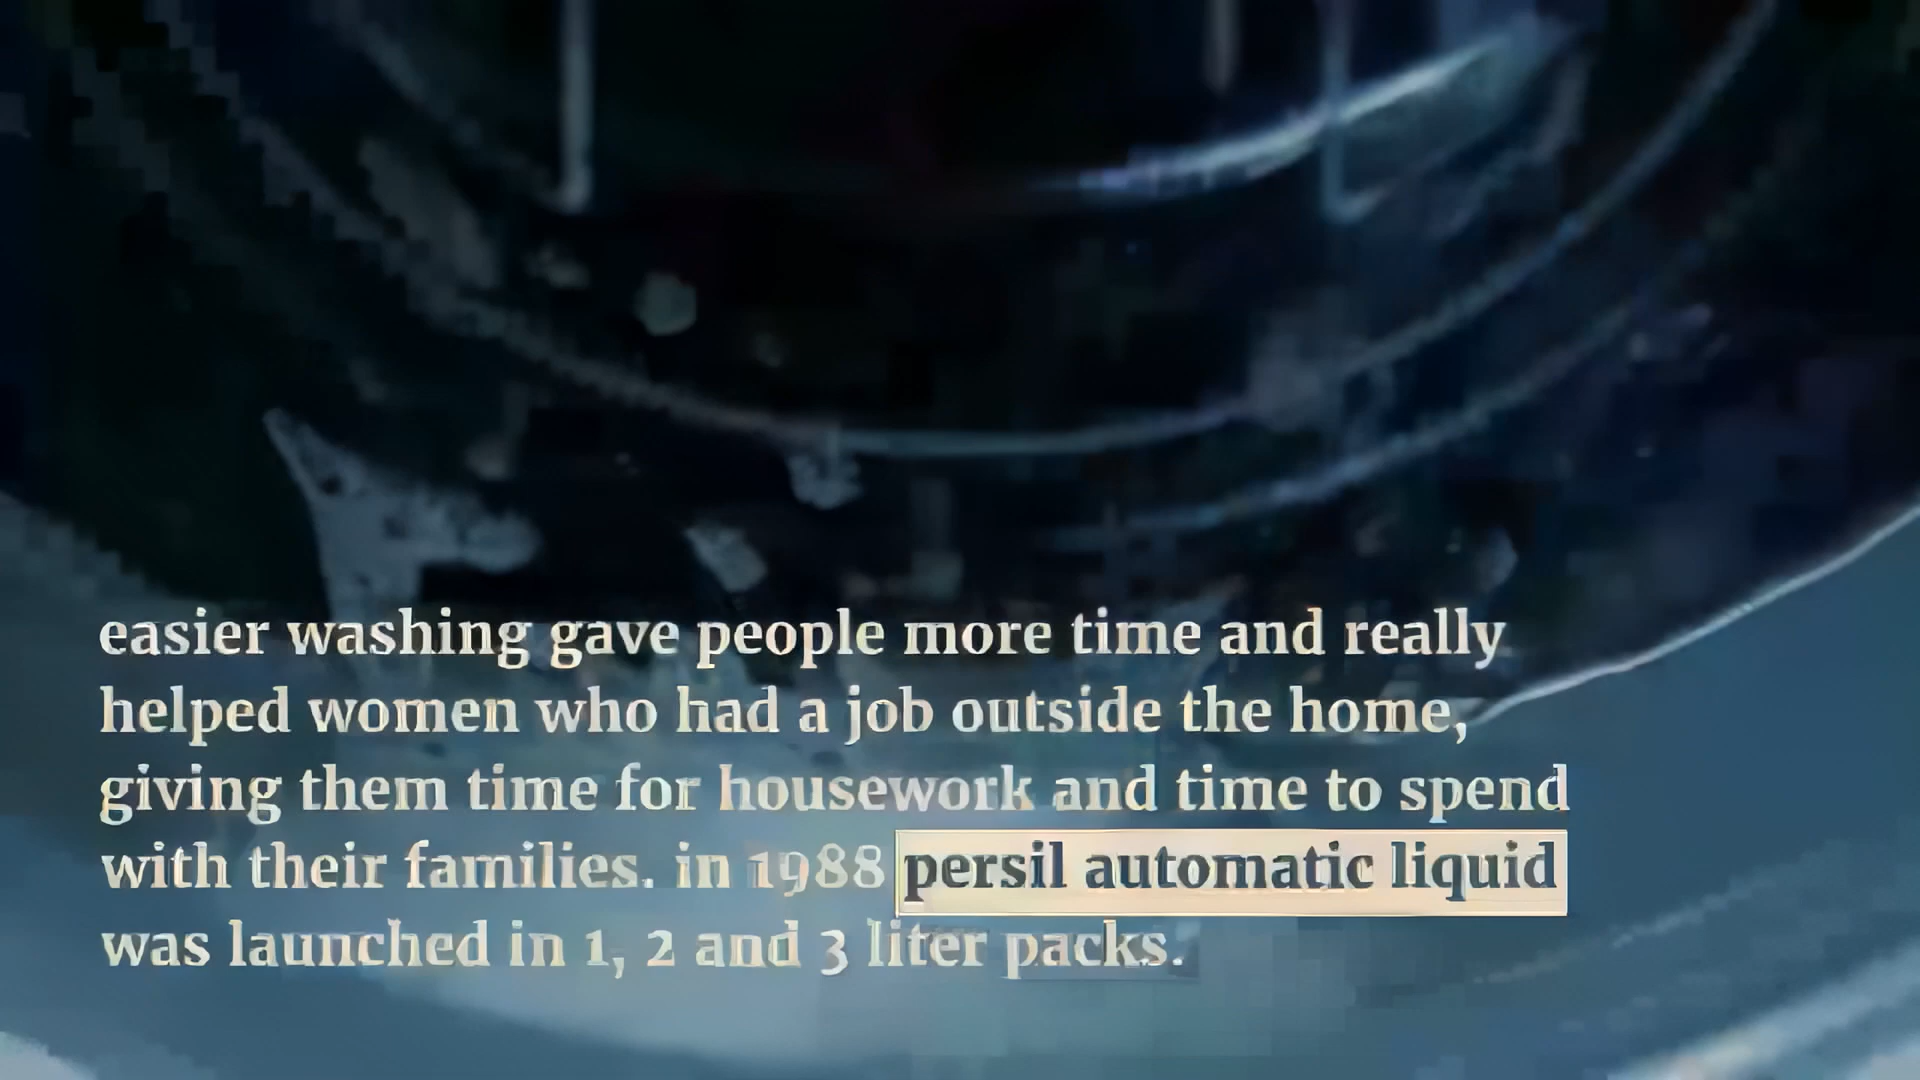 easier washing gave people more time and really
helped women who had a job outside the home,
giving them time for housework and time to spend
with their families. in 1988 persil automatic liquid
was launched in 1, 2 and 3 liter packs.